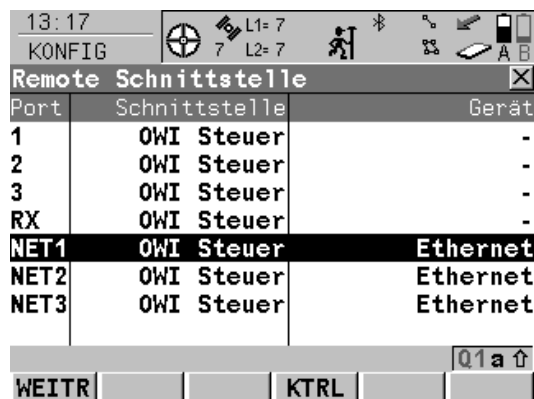 13:17 L1= 7
KONFIG 7 L2= 7 A B
Remote Schnittstelle
Port Schnittstelle Gerät
1 OWI Steuer -
2 OWI Steuer -
3 OWI Steuer -
RX OWI Steuer -
NET1 OWI Steuer Ethernet
NET2 OWI Steuer Ethernet
NET3 OWI Steuer Ethernet
Q1 a ⇧
WEITR KTRL